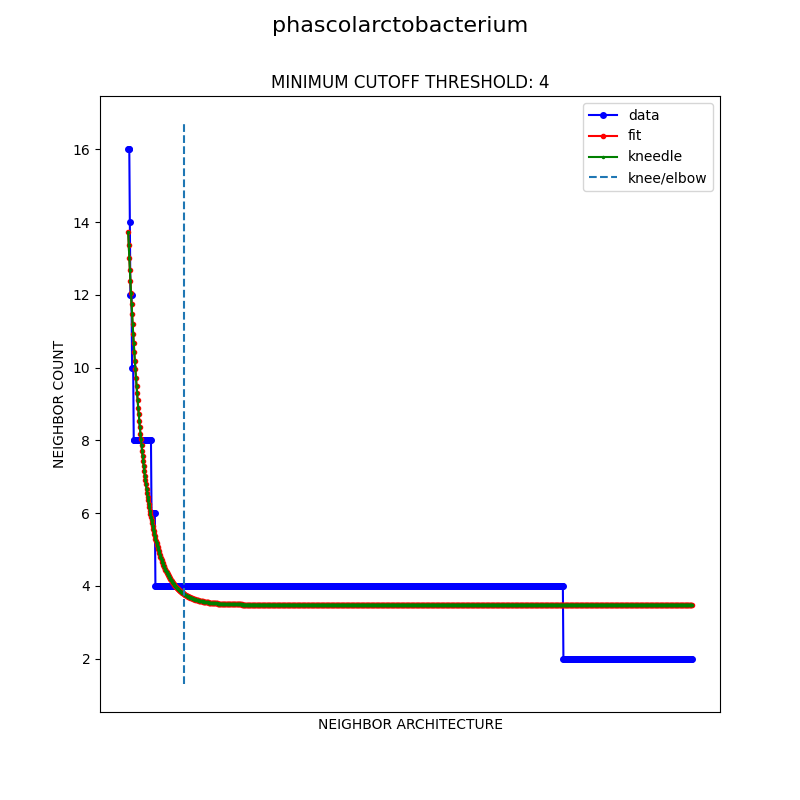 phascolarctobacterium
MINIMUM CUTOFF THRESHOLD: 4
data
fit
kneedle
knee/elbow
16
14
12
10
8
6
4
2
NEIGHBOR COUNT
NEIGHBOR ARCHITECTURE